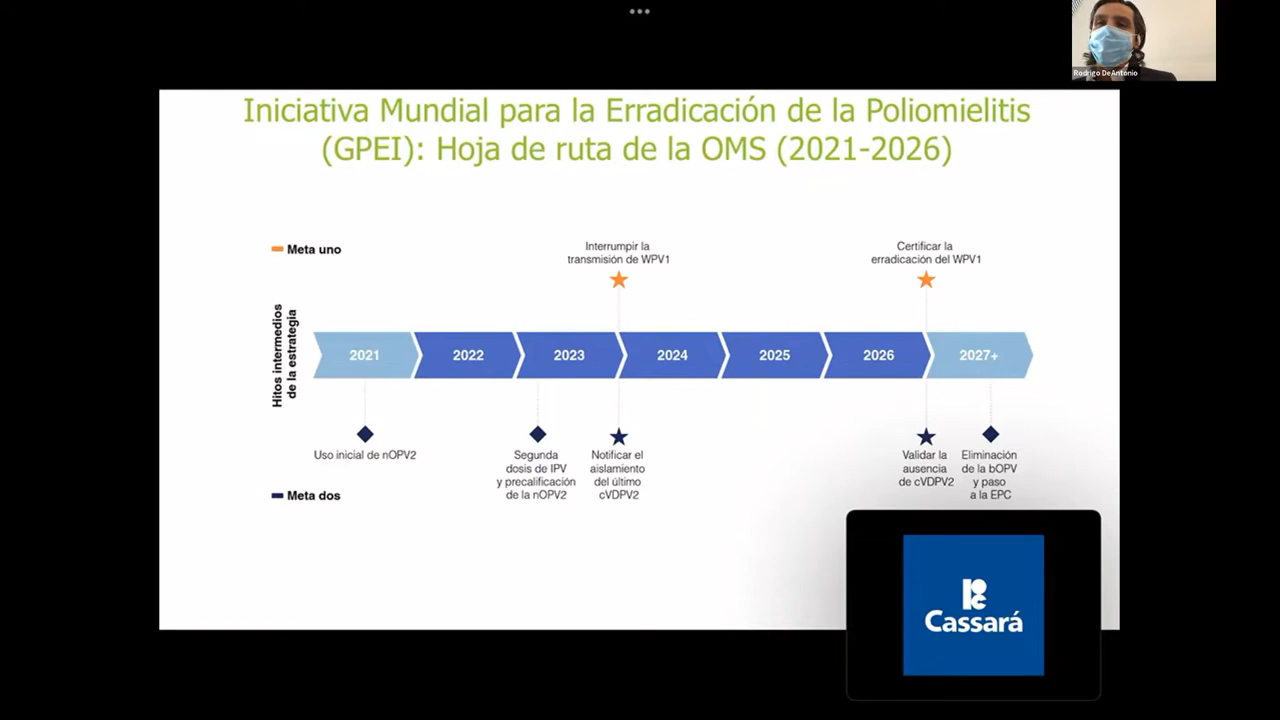 Rodrigo DeAntonio
Iniciativa Mundial para la Erradicación de la Poliomielitis
(GPEI): Hoja de ruta de la OMS (2021-2026)
Meta uno
Interrumpir la
transmisión de WPV1
Certificar la
erradicación del WPV1
Hitos intermedios
de la estrategia
2021
2022
2023
2024
2025
2026
2027+
Uso inicial de nOPV2
Segunda
dosis de IPV
y precalificación
de la nOPV2
Notificar el
aislamiento
del último
cVDPV2
Validar la
ausencia
de cVDPV2
Eliminación
de la bOPV
y paso
a la EPC
Meta dos
Cassará